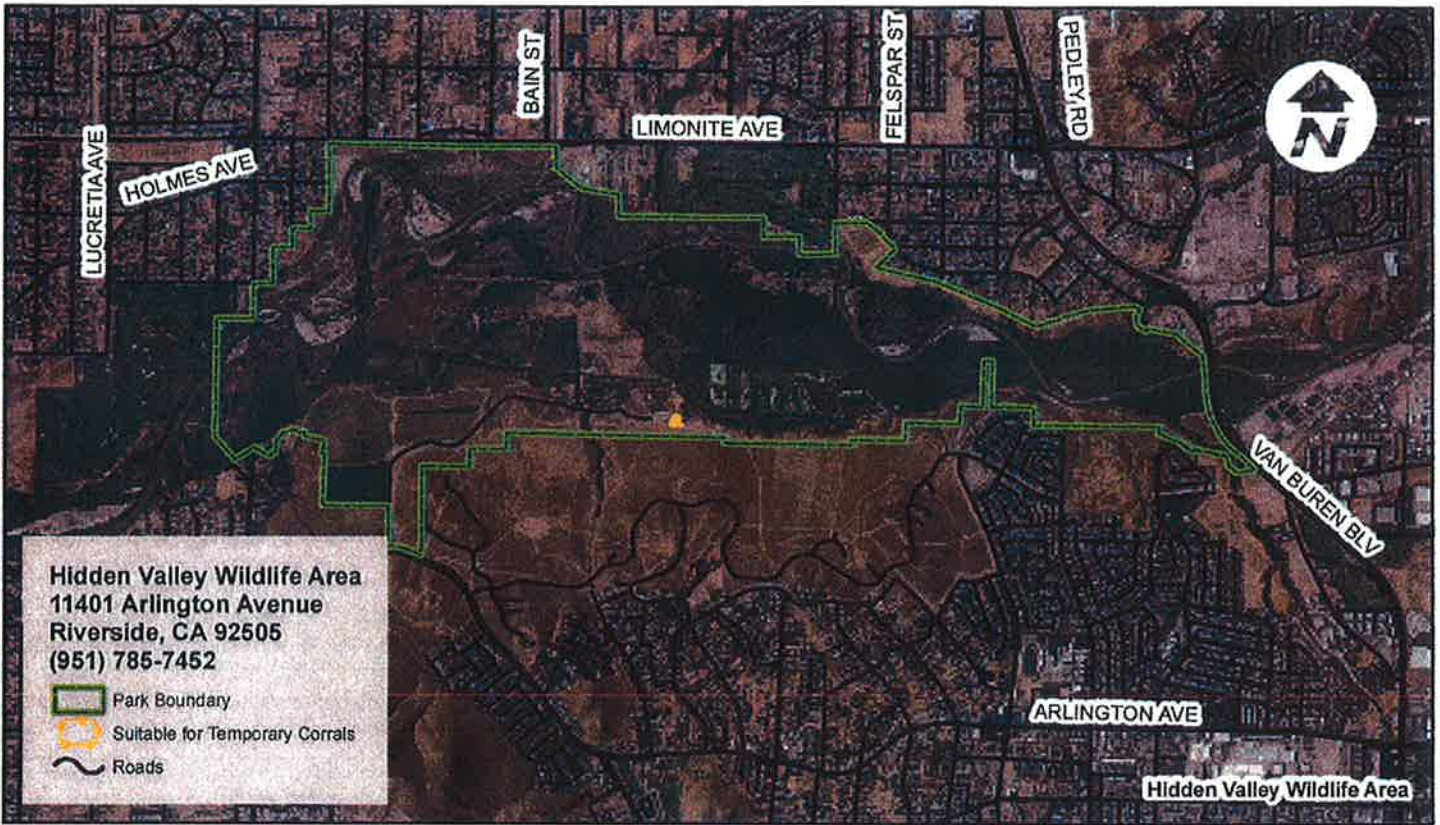 BAIN ST
FELSPAR ST
PEDLEY RD
N
LIMONITE AVE
LUCRETIA AVE
HOLMES AVE
VAN BUREN BLV
Hidden Valley Wildlife Area
11401 Arlington Avenue
Riverside, CA 92505
(951) 785-7452
Park Boundary
Suitable for Temporary Corrals
Roads
ARLINGTON AVE
Hidden Valley Wildlife Area